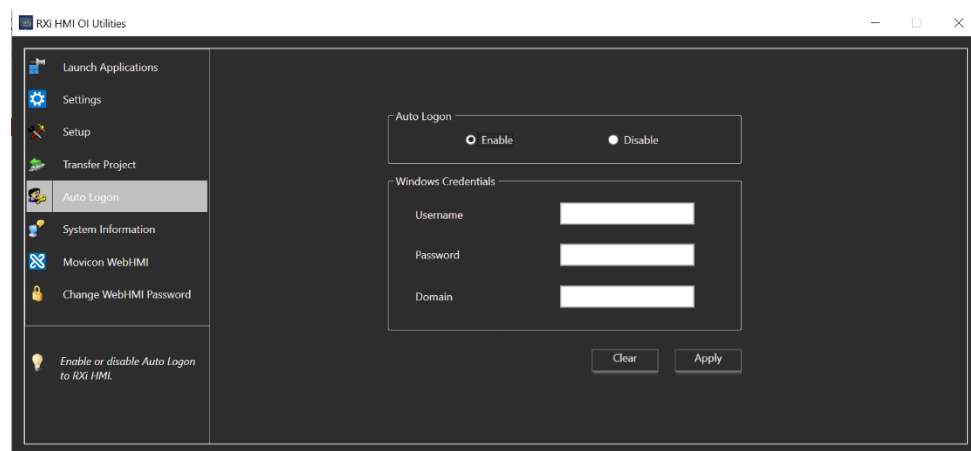 RXi HMI OI Utilities
Launch Applications
Settings
Setup
Transfer Project
Auto Logon
System Information
Movicon WebHMI
Change WebHMI Password
Enable or disable Auto Logon
to RXi HMI.
Auto Logon
Enable
Disable
Windows Credentials
Username
Password
Domain
Clear
Apply